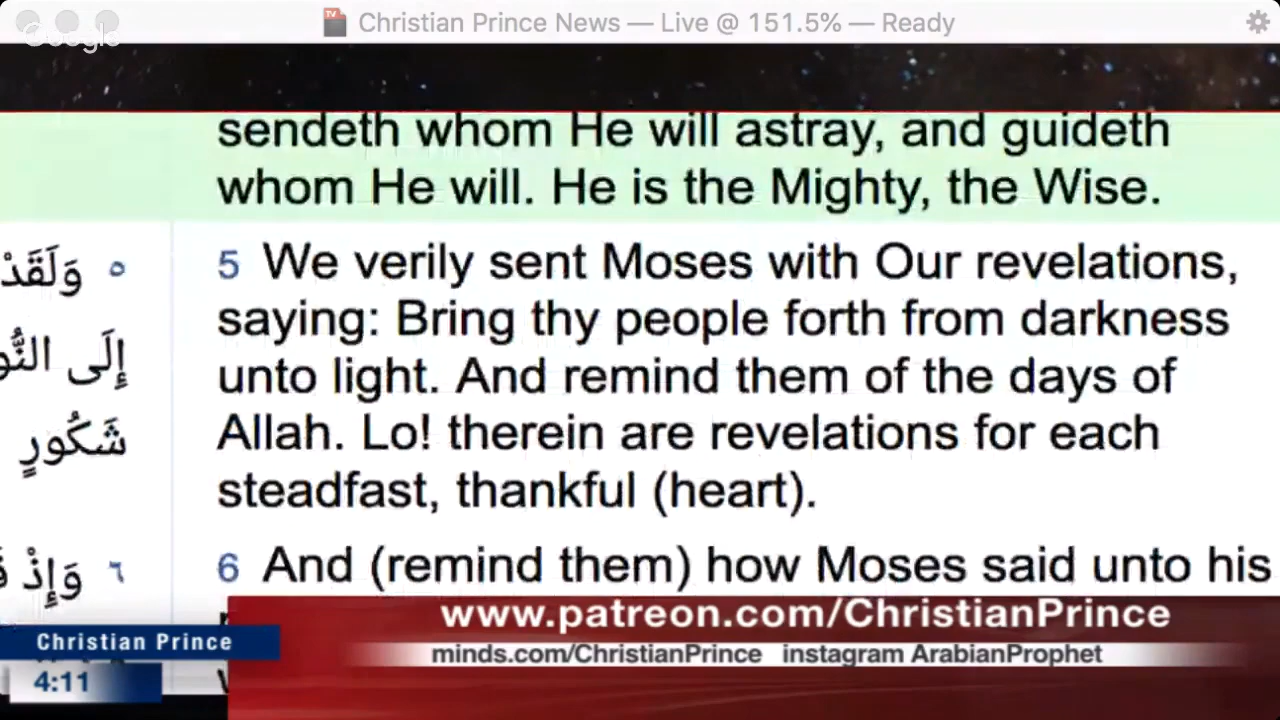 Christian Prince News — Live @ 151.5% — Ready
Google
sendeth whom He will astray, and guideth
whom He will. He is the Mighty, the Wise.
5 We verily sent Moses with Our revelations,
saying: Bring thy people forth from darkness
unto light. And remind them of the days of
Allah. Lo! therein are revelations for each
steadfast, thankful (heart).
6 And (remind them) how Moses said unto his
٥ وَلَقَدْ
إِلَى
شَكُورٍ
٦ وَإِذْ
www.patreon.com/ChristianPrince
minds.com/ChristianPrince instagram ArabianProphet
Christian Prince
4:11